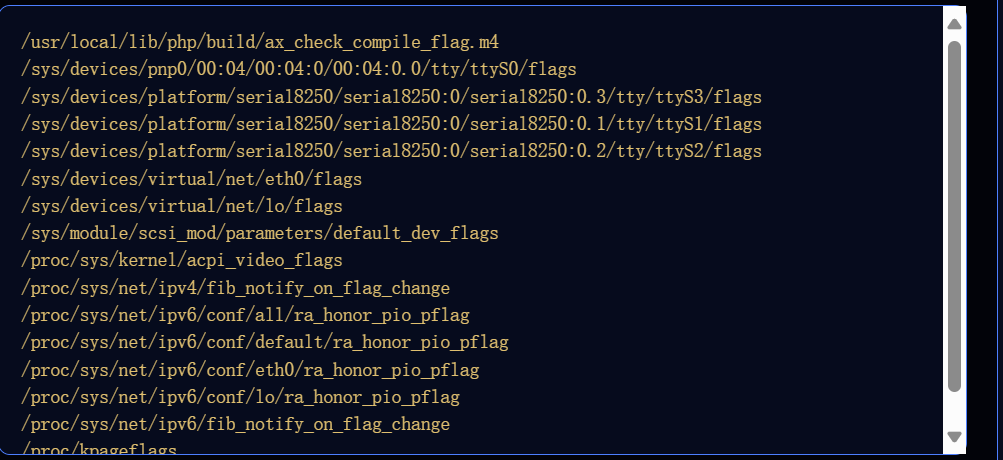 /usr/local/lib/php/build/ax_check_compile_flag.m4
/sys/devices/pnp0/00:04/00:04:0/00:04:0.0/tty/ttyS0/flags
/sys/devices/platform/serial8250/serial8250:0/serial8250:0.3/tty/ttyS3/flags
/sys/devices/platform/serial8250/serial8250:0/serial8250:0.1/tty/ttyS1/flags
/sys/devices/platform/serial8250/serial8250:0/serial8250:0.2/tty/ttyS2/flags
/sys/devices/virtual/net/eth0/flags
/sys/devices/virtual/net/lo/flags
/sys/module/scsi_mod/parameters/default_dev_flags
/proc/sys/kernel/acpi_video_flags
/proc/sys/net/ipv4/fib_notify_on_flag_change
/proc/sys/net/ipv6/conf/all/ra_honor_pio_pflag
/proc/sys/net/ipv6/conf/default/ra_honor_pio_pflag
/proc/sys/net/ipv6/conf/eth0/ra_honor_pio_pflag
/proc/sys/net/ipv6/conf/lo/ra_honor_pio_pflag
/proc/sys/net/ipv6/fib_notify_on_flag_change
/proc/kpageflags